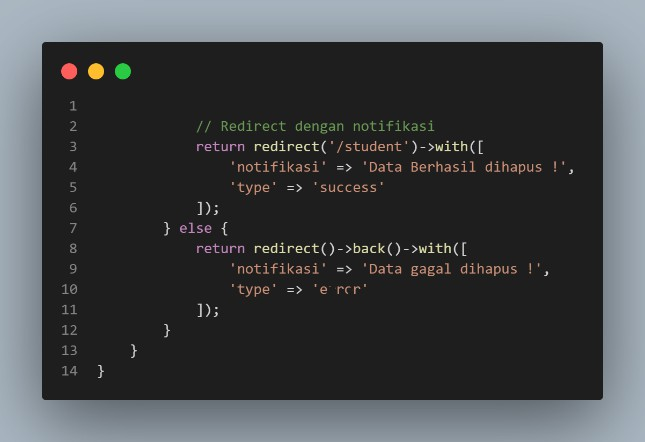 1
2 // Redirect dengan notifikasi
3 return redirect('/student')->with([
4 'notifikasi' => 'Data Berhasil dihapus !',
5 'type' => 'success'
6 ]);
7 } else {
8 return redirect()->back()->with([
9 'notifikasi' => 'Data gagal dihapus !',
10 'type' =>
11 ]);
12 }
13 }
14 }